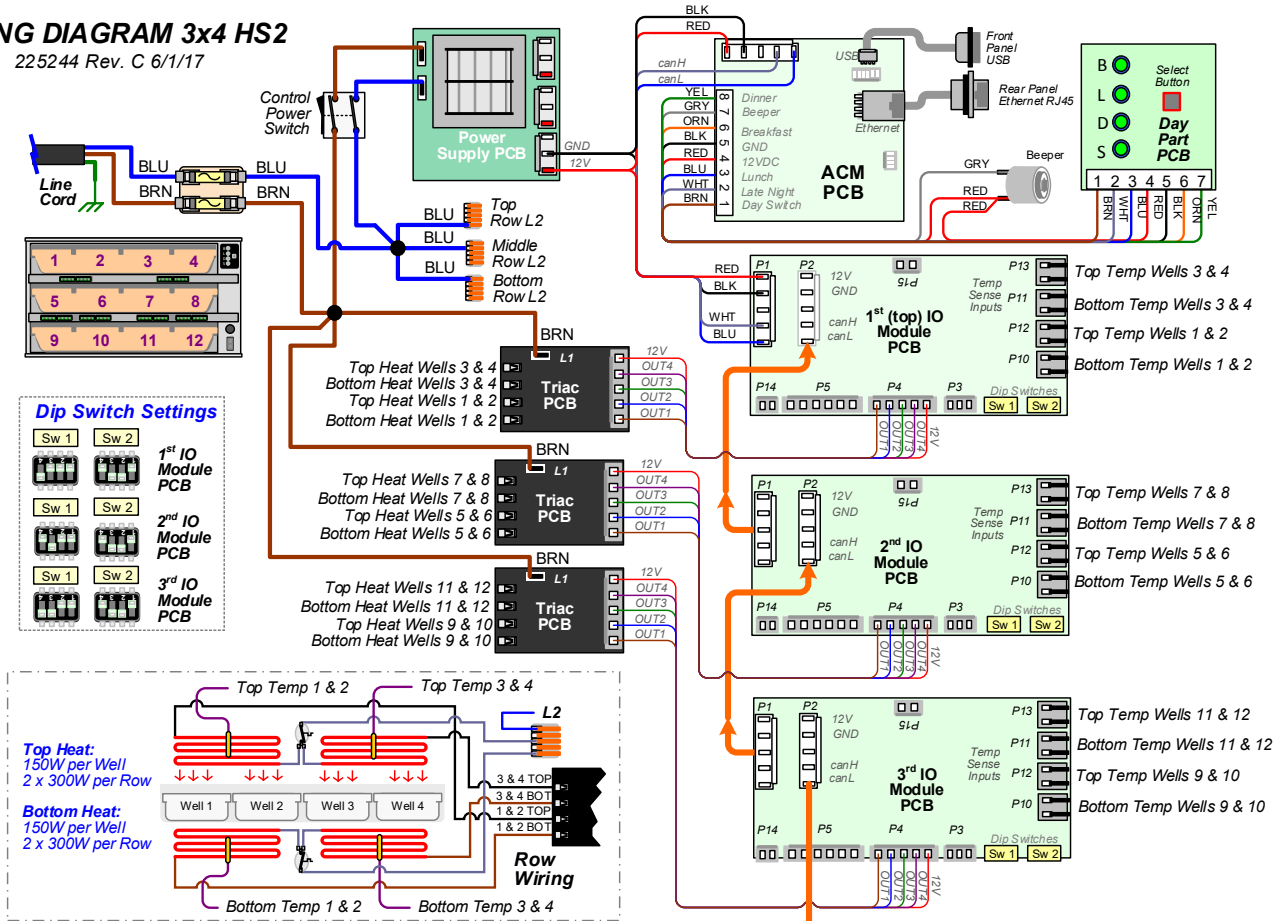 NG DIAGRAM 3x4 HS2
225244 Rev. C 6/1/17
Control
Power
Switch
Line
Cord
BLU
BLU
BRN
BRN
Power
Supply PCB
GND
12V
BLK
RED
canH
canL
USB
Front
Panel
USB
Rear Panel
Ethernet RJ45
Ethernet
ACM
PCB
YEL 8 Dinner
GRY 7 Beeper
ORN 6 Breakfast
BLK 5 GND
RED 4 12VDC
BLU 3 Lunch
WHT 2 Late Night
BRN 1 Day Switch
GRY
RED
RED
Beeper
B
L
D
S
Select
Button
Day
Part
PCB
1 2 3 4 5 6 7
BRN
WHT
BLU
RED
BLK
ORN
YEL
BLU
Top
Row L2
BLU
Middle
Row L2
BLU
Bottom
Row L2
1 2 3 4
5 6 7 8
9 10 11 12
Dip Switch Settings
Sw 1 Sw 2
1st IO
Module
PCB
Sw 1 Sw 2
2nd IO
Module
PCB
Sw 1 Sw 2
3rd IO
Module
PCB
BRN
L1
Triac
PCB
Top Heat Wells 3 & 4
Bottom Heat Wells 3 & 4
Top Heat Wells 1 & 2
Bottom Heat Wells 1 & 2
12V
OUT4
OUT3
OUT2
OUT1
BRN
L1
Triac
PCB
Top Heat Wells 7 & 8
Bottom Heat Wells 7 & 8
Top Heat Wells 5 & 6
Bottom Heat Wells 5 & 6
12V
OUT4
OUT3
OUT2
OUT1
BRN
L1
Triac
PCB
Top Heat Wells 11 & 12
Bottom Heat Wells 11 & 12
Top Heat Wells 9 & 10
Bottom Heat Wells 9 & 10
12V
OUT4
OUT3
OUT2
OUT1
RED
BLK
WHT
BLU
P1
P2
12V
GND
canH
canL
P15
1st (top) IO
Module
PCB
Temp
Sense
Inputs
P13 Top Temp Wells 3 & 4
P11 Bottom Temp Wells 3 & 4
P12 Top Temp Wells 1 & 2
P10 Bottom Temp Wells 1 & 2
P14
P5
P4
P3
Dip Switches
Sw 1 Sw 2
OUT1
OUT2
OUT3
OUT4
12V
P1
P2
12V
GND
canH
canL
P15
2nd IO
Module
PCB
Temp
Sense
Inputs
P13 Top Temp Wells 7 & 8
P11 Bottom Temp Wells 7 & 8
P12 Top Temp Wells 5 & 6
P10 Bottom Temp Wells 5 & 6
P14
P5
P4
P3
Dip Switches
Sw 1 Sw 2
OUT1
OUT2
OUT3
OUT4
12V
P1
P2
12V
GND
canH
canL
P15
3rd IO
Module
PCB
Temp
Sense
Inputs
P13 Top Temp Wells 11 & 12
P11 Bottom Temp Wells 11 & 12
P12 Top Temp Wells 9 & 10
P10 Bottom Temp Wells 9 & 10
P14
P5
P4
P3
Dip Switches
Sw 1 Sw 2
OUT1
OUT2
OUT3
OUT4
12V
Top Temp 1 & 2
Top Temp 3 & 4
L2
Top Heat:
150W per Well
2 x 300W per Row
Bottom Heat:
150W per Well
2 x 300W per Row
Well 1 Well 2 Well 3 Well 4
3 & 4 TOP
3 & 4 BOT
1 & 2 TOP
1 & 2 BOT
Row
Wiring
Bottom Temp 1 & 2
Bottom Temp 3 & 4